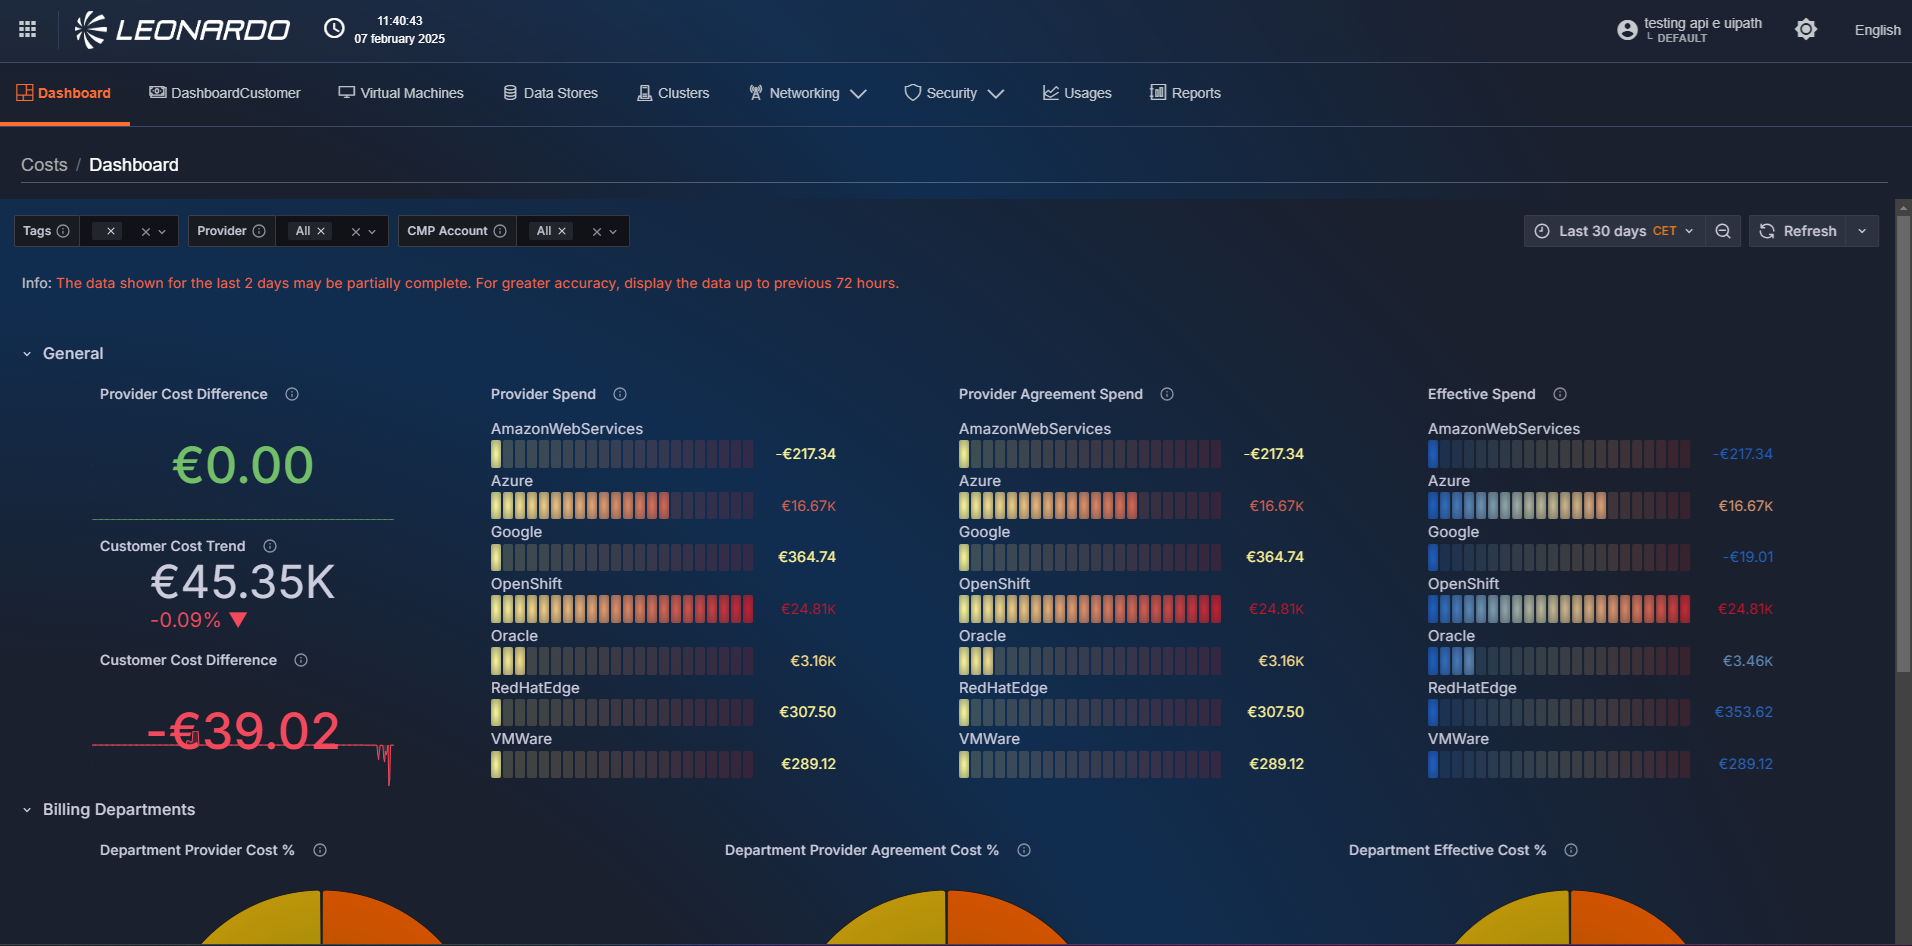 LEONARDO
11:40:43
07 february 2025
testing api e uipath
DEFAULT
English
Dashboard
DashboardCustomer
Virtual Machines
Data Stores
Clusters
Networking
Security
Usages
Reports
Costs / Dashboard
Tags
Provider
All
CMP Account
All
Last 30 days CET
Refresh
Info: The data shown for the last 2 days may be partially complete. For greater accuracy, display the data up to previous 72 hours.
General
Provider Cost Difference
€0.00
Customer Cost Trend
€45.35K
-0.09%
Customer Cost Difference
-€39.02
Provider Spend
AmazonWebServices
-€217.34
Azure
€16.67K
Google
€364.74
OpenShift
€24.81K
Oracle
€3.16K
RedHatEdge
€307.50
VMWare
€289.12
Provider Agreement Spend
AmazonWebServices
-€217.34
Azure
€16.67K
Google
€364.74
OpenShift
€24.81K
Oracle
€3.16K
RedHatEdge
€307.50
VMWare
€289.12
Effective Spend
AmazonWebServices
-€217.34
Azure
€16.67K
Google
-€19.01
OpenShift
€24.81K
Oracle
€3.46K
RedHatEdge
€353.62
VMWare
€289.12
Billing Departments
Department Provider Cost %
Department Provider Agreement Cost %
Department Effective Cost %